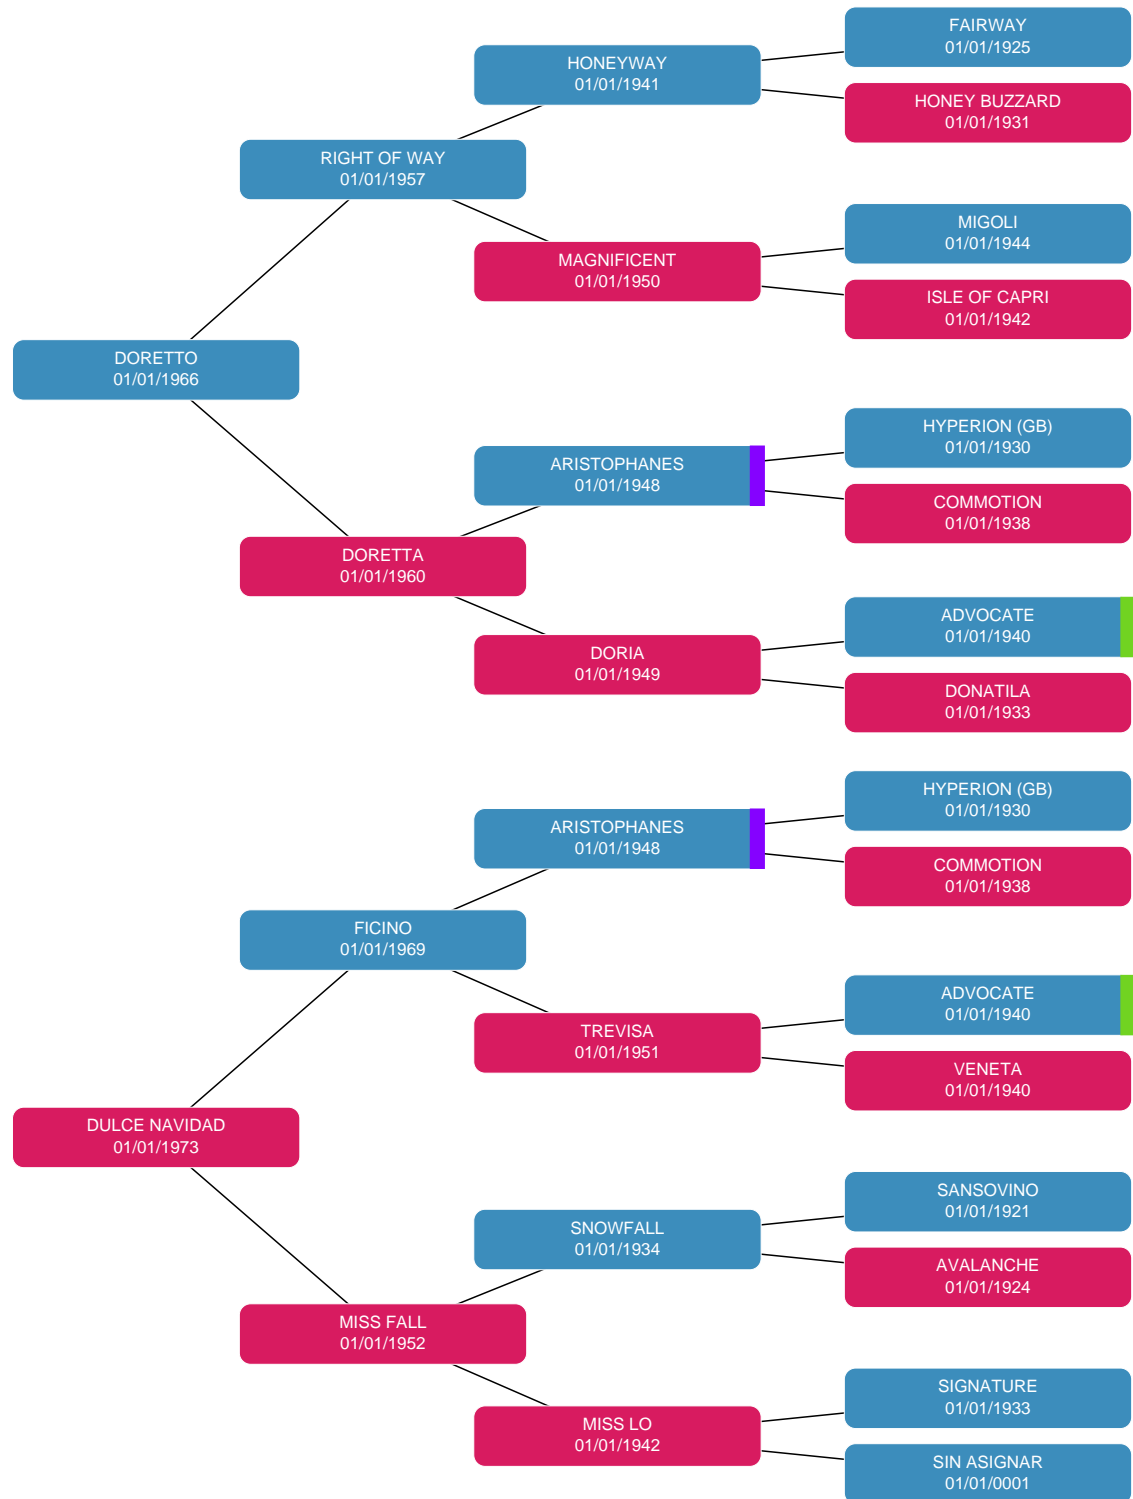 FAIRWAY
01/01/1925
HONEYWAY
01/01/1941
HONEY BUZZARD
01/01/1931
RIGHT OF WAY
01/01/1957
MIGOLI
01/01/1944
MAGNIFICENT
01/01/1950
ISLE OF CAPRI
01/01/1942
DORETTO
01/01/1966
HYPERION (GB)
01/01/1930
ARISTOPHANES
01/01/1948
COMMOTION
01/01/1938
DORETTA
01/01/1960
ADVOCATE
01/01/1940
DORIA
01/01/1949
DONATILA
01/01/1933
HYPERION (GB)
01/01/1930
ARISTOPHANES
01/01/1948
COMMOTION
01/01/1938
FICINO
01/01/1969
ADVOCATE
01/01/1940
TREVISA
01/01/1951
VENETA
01/01/1940
DULCE NAVIDAD
01/01/1973
SANSOVINO
01/01/1921
SNOWFALL
01/01/1934
AVALANCHE
01/01/1924
MISS FALL
01/01/1952
SIGNATURE
01/01/1933
MISS LO
01/01/1942
SIN ASIGNAR
01/01/0001